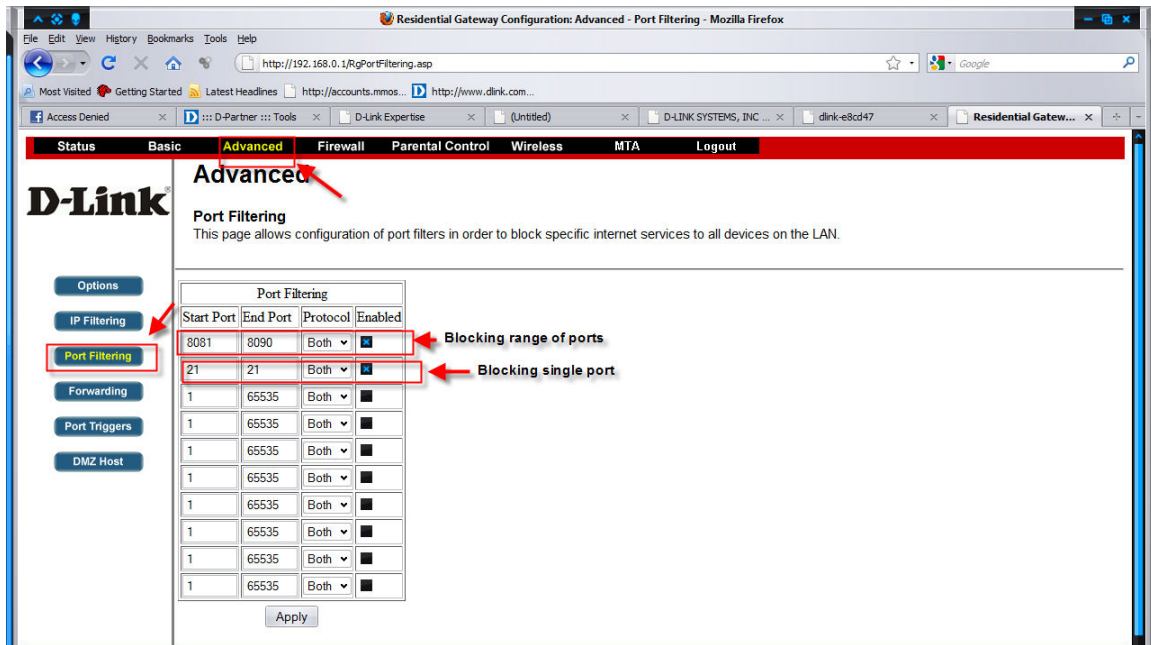 Residential Gateway Configuration: Advanced - Port Filtering - Mozilla Firefox
File Edit View History Bookmarks Tools Help
http://192.168.0.1/RgPortFiltering.asp
Google
Most Visited Getting Started Latest Headlines http://accounts.mmos... http://www.dlink.com...
Access Denied ::: D-Partner ::: Tools D-Link Expertise (Untitled) D-LINK SYSTEMS, INC ... dlink-e8cd47 Residential Gatew...
Status Basic Advanced Firewall Parental Control Wireless MTA Logout
D-Link®
Advanced
Port Filtering
This page allows configuration of port filters in order to block specific internet services to all devices on the LAN.
Options
IP Filtering
Port Filtering
Forwarding
Port Triggers
DMZ Host
Port Filtering
Start Port End Port Protocol Enabled
8081 8090 Both
Blocking range of ports
21 21 Both
Blocking single port
1 65535 Both
1 65535 Both
1 65535 Both
1 65535 Both
1 65535 Both
1 65535 Both
1 65535 Both
1 65535 Both
Apply